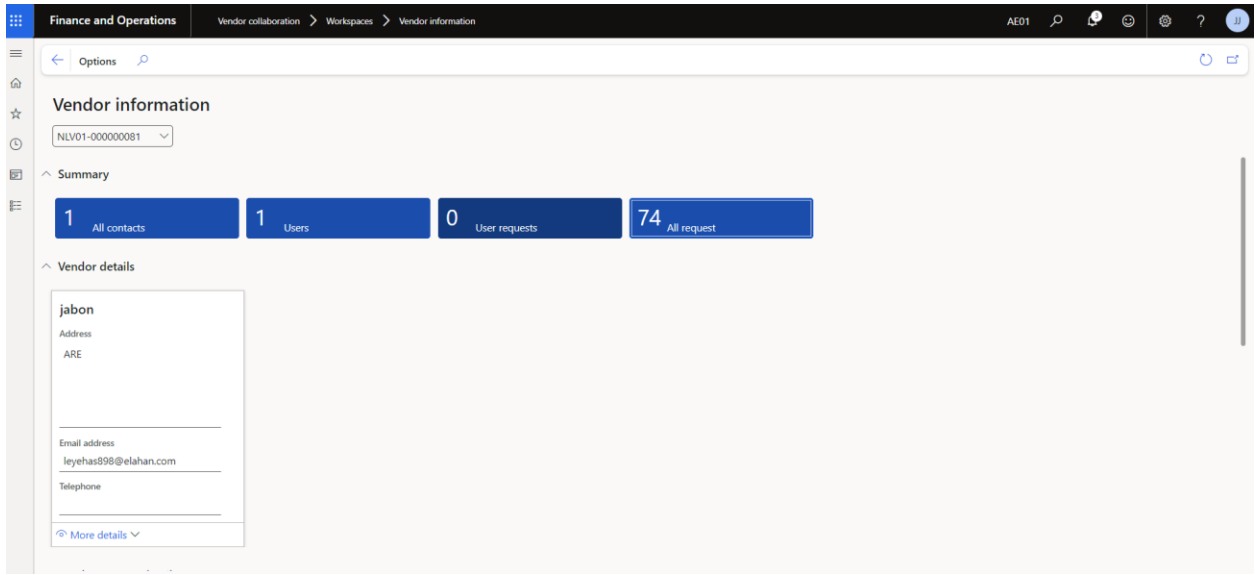 Finance and Operations
Vendor collaboration > Workspaces > Vendor information
AE01
3
?
JJ
Options
Vendor information
NLV01-000000081
Summary
1 All contacts
1 Users
0 User requests
74 All request
Vendor details
jabon
Address
ARE
Email address
leyehas898@elahan.com
Telephone
More details